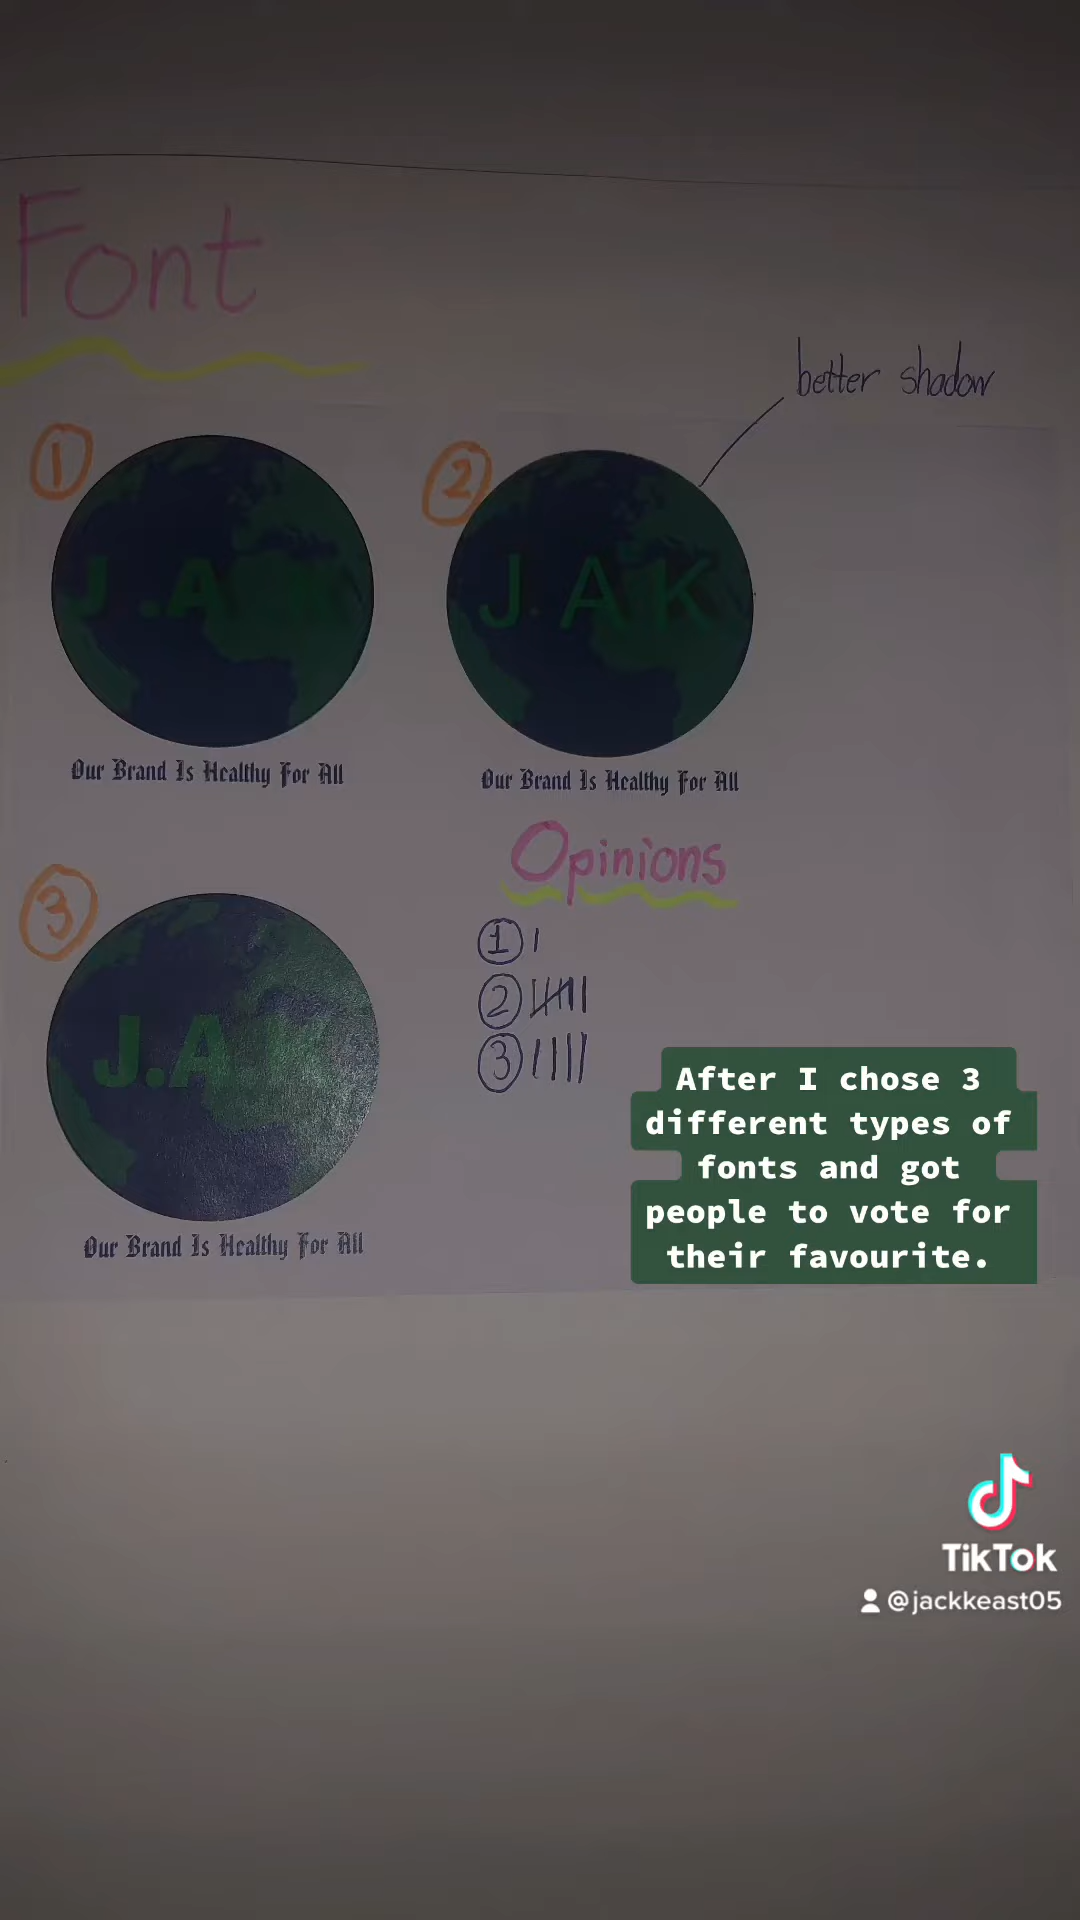 Font
better shadow
1
2
J.A
J.AK
Our Brand Is Healthy For All
Our Brand Is Healthy For All
Opinions
3
1
2
3
J.AK
Our Brand Is Healthy For All
After I chose 3
different types of
fonts and got
people to vote for
their favourite.
TikTok
@jackkeast05